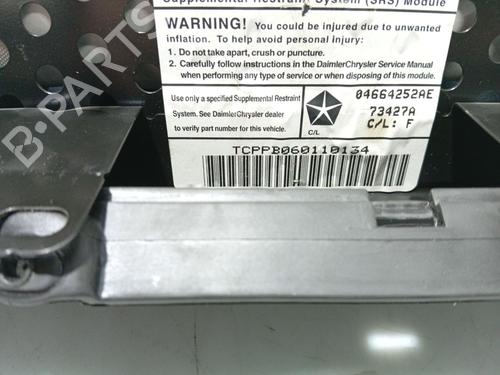 Supplemental Restraint System (SRS) Module
WARNING! You could be injured due to unwanted
inflation. To help avoid personal injury:
1. Do not take apart, crush or puncture.
2. Carefully follow instructions in the DaimlerChrysler Service Manual
when performing any type of service or when disposing of this module.
Use only a specified Supplemental Restraint
System. See DaimlerChrysler dealer
to verify part number for this vehicle.
C/L
04664252AE
73427A
C/L: F
TCPPB060110134
B-PARTS